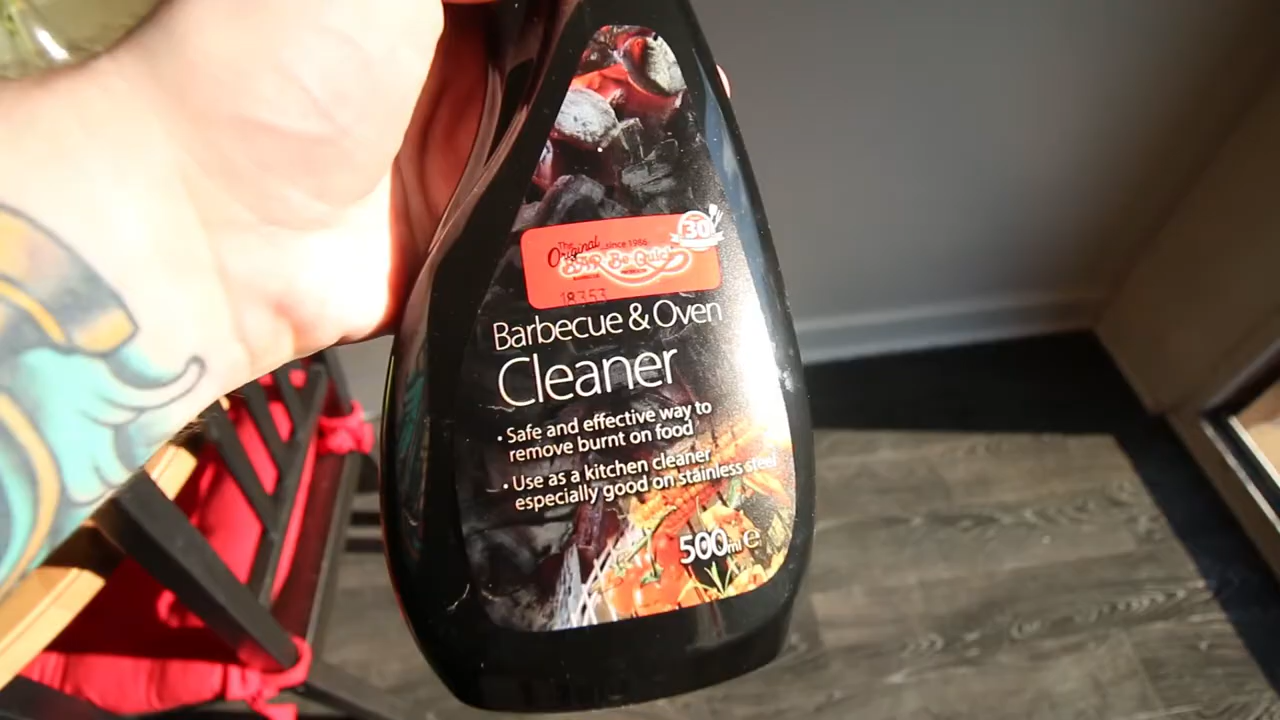 The Original since 1986
30
BAR-Be-Quick
18353
Barbecue & Oven
Cleaner
• Safe and effective way to
remove burnt on food
• Use as a kitchen cleaner
especially good on stainless steel
500ml e